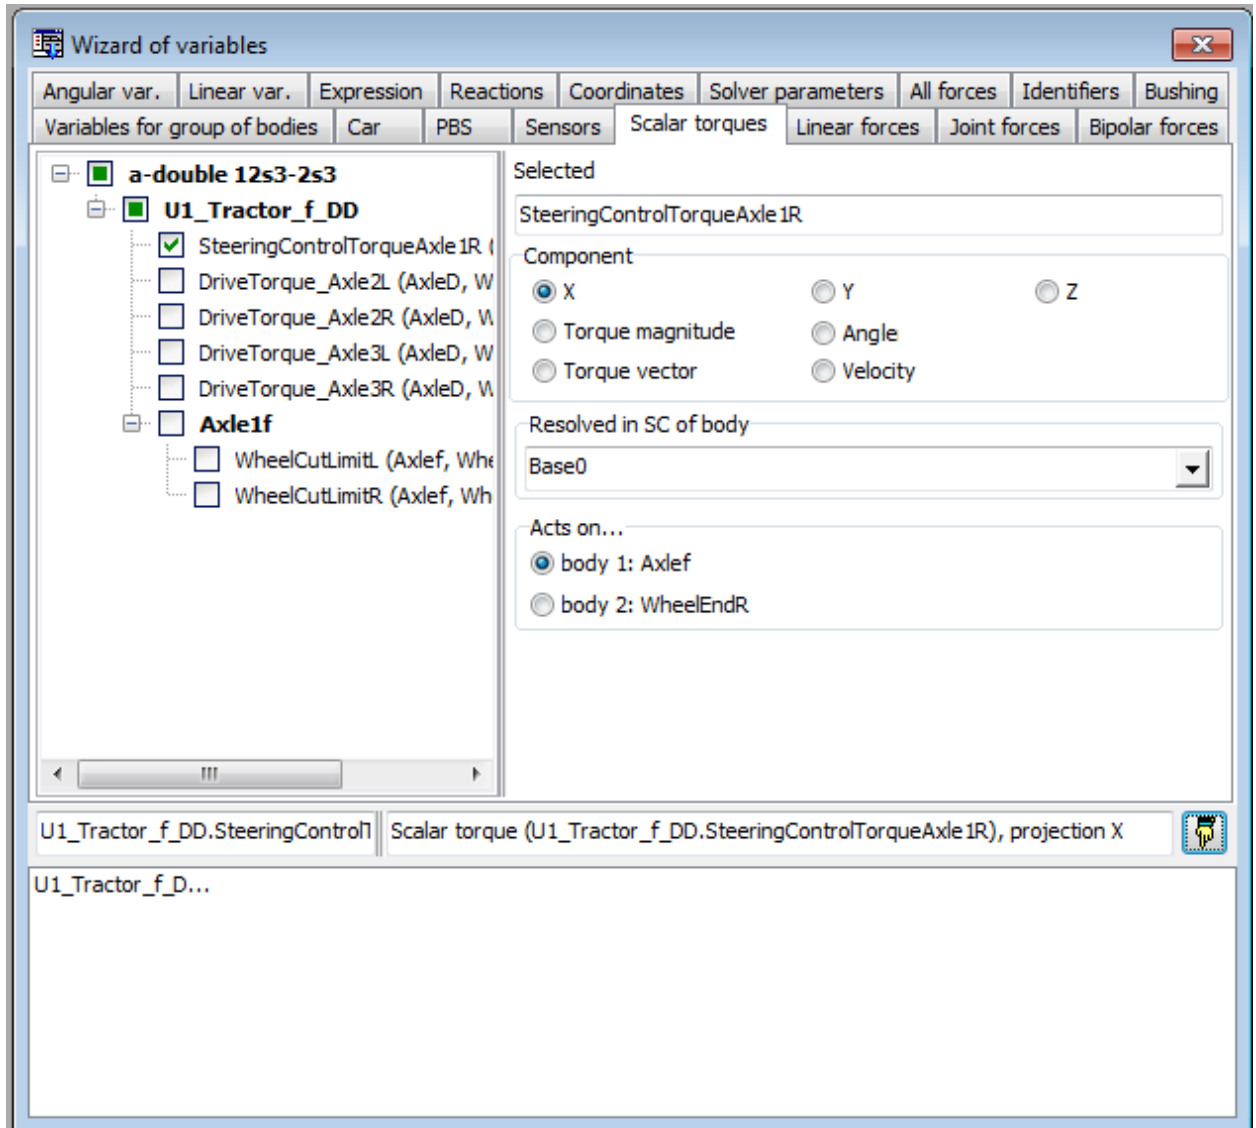 Wizard of variables
Angular var. Linear var. Expression Reactions Coordinates Solver parameters All forces Identifiers Bushing
Variables for group of bodies Car PBS Sensors Scalar torques Linear forces Joint forces Bipolar forces
a-double 12s3-2s3
U1_Tractor_f_DD
SteeringControlTorqueAxle1R (
DriveTorque_Axle2L (AxleD, W
DriveTorque_Axle2R (AxleD, W
DriveTorque_Axle3L (AxleD, W
DriveTorque_Axle3R (AxleD, W
Axle1f
WheelCutLimitL (Axlef, Whe
WheelCutLimitR (Axlef, Wh
Selected
SteeringControlTorqueAxle1R
Component
X Y Z
Torque magnitude Angle
Torque vector Velocity
Resolved in SC of body
Base0
Acts on...
body 1: Axlef
body 2: WheelEndR
U1_Tractor_f_DD.SteeringControlT Scalar torque (U1_Tractor_f_DD.SteeringControlTorqueAxle1R), projection X
U1_Tractor_f_D...